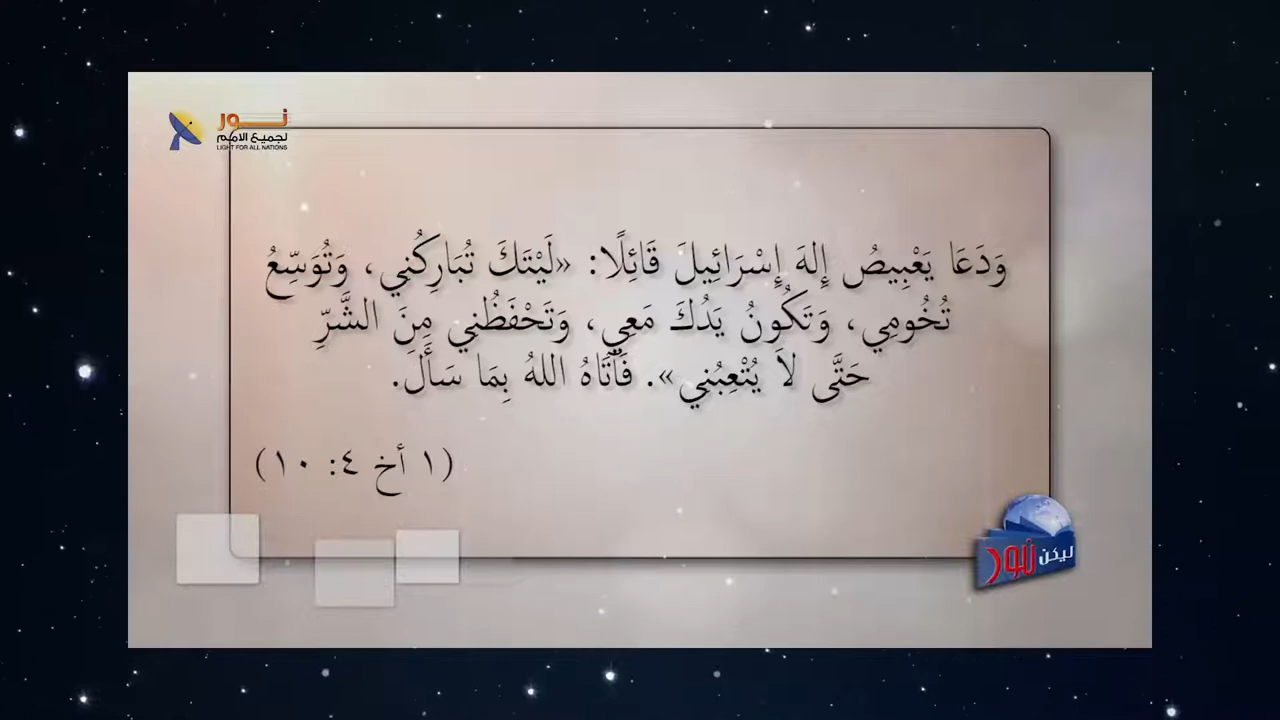 نور
لجميع الامم
LIGHT FOR ALL NATIONS
وَدَعَا يَعْبِيصُ إِلهَ إِسْرَائِيلَ قَائِلًا: «لَيْتَكَ تُبَارِكُنِي، وَتُوَسِّعُ
تُخُومِي، وَتَكُونُ يَدُكَ مَعِي، وَتَحْفَظُنِي مِنَ الشَّرِّ
حَتَّى لاَ يُتْعِبُنِي». فَآتَاهُ اللهُ بِمَا سَأَلَ.
(١ أخ ٤: ١٠)
ليكن نور